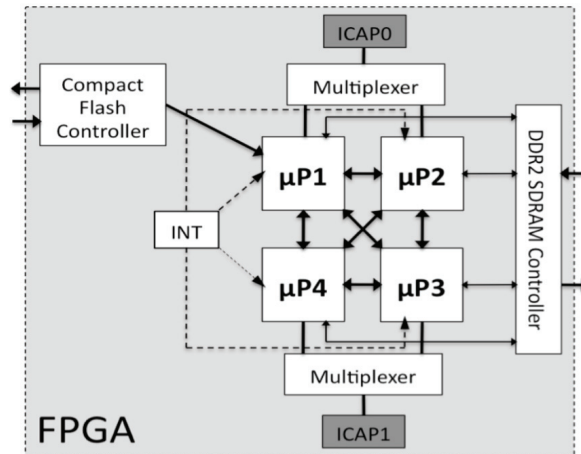 ICAP0
Multiplexer
Compact
Flash
Controller
µP1
µP2
DDR2 SDRAM Controller
INT
µP4
µP3
Multiplexer
FPGA
ICAP1